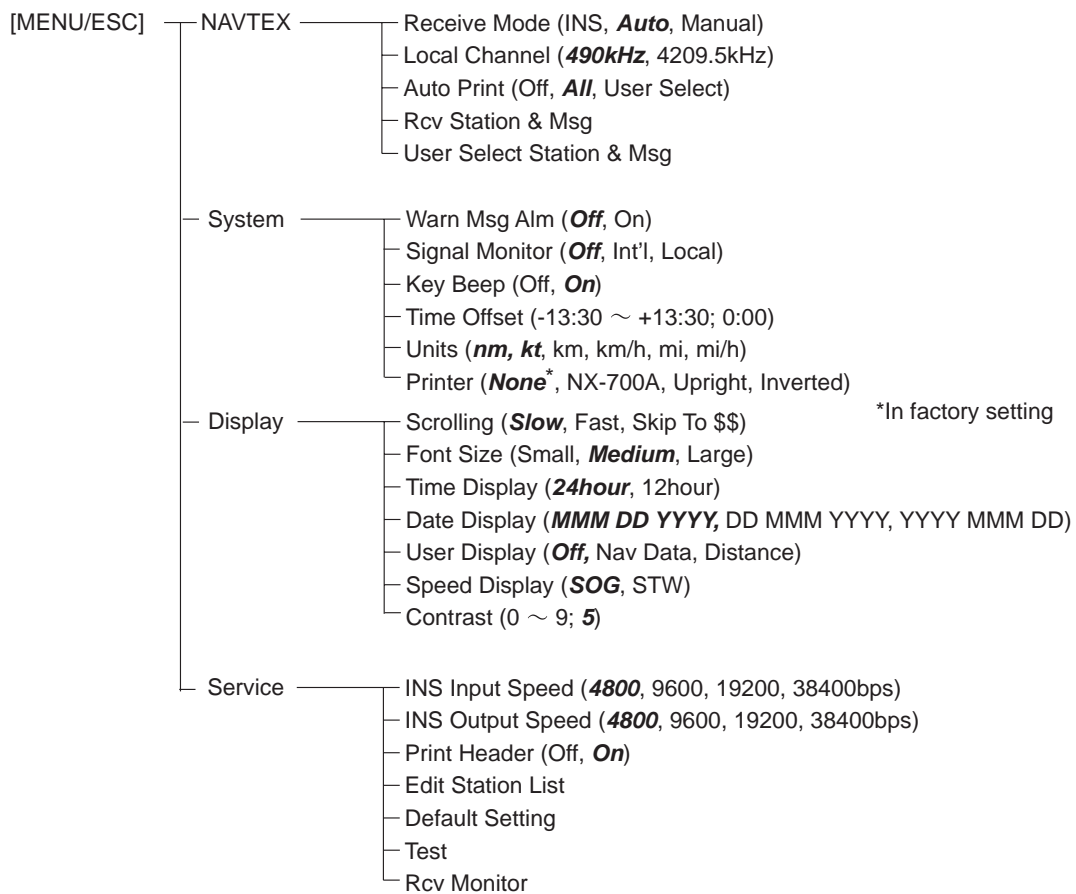 [MENU/ESC] NAVTEX Receive Mode (INS, Auto, Manual)
Local Channel (490kHz, 4209.5kHz)
Auto Print (Off, All, User Select)
Rcv Station & Msg
User Select Station & Msg
System Warn Msg Alm (Off, On)
Signal Monitor (Off, Int'l, Local)
Key Beep (Off, On)
Time Offset (-13:30 ～ +13:30; 0:00)
Units (nm, kt, km, km/h, mi, mi/h)
Printer (None*, NX-700A, Upright, Inverted)
*In factory setting
Display Scrolling (Slow, Fast, Skip To $$)
Font Size (Small, Medium, Large)
Time Display (24hour, 12hour)
Date Display (MMM DD YYYY, DD MMM YYYY, YYYY MMM DD)
User Display (Off, Nav Data, Distance)
Speed Display (SOG, STW)
Contrast (0 ～ 9; 5)
Service INS Input Speed (4800, 9600, 19200, 38400bps)
INS Output Speed (4800, 9600, 19200, 38400bps)
Print Header (Off, On)
Edit Station List
Default Setting
Test
Rcv Monitor